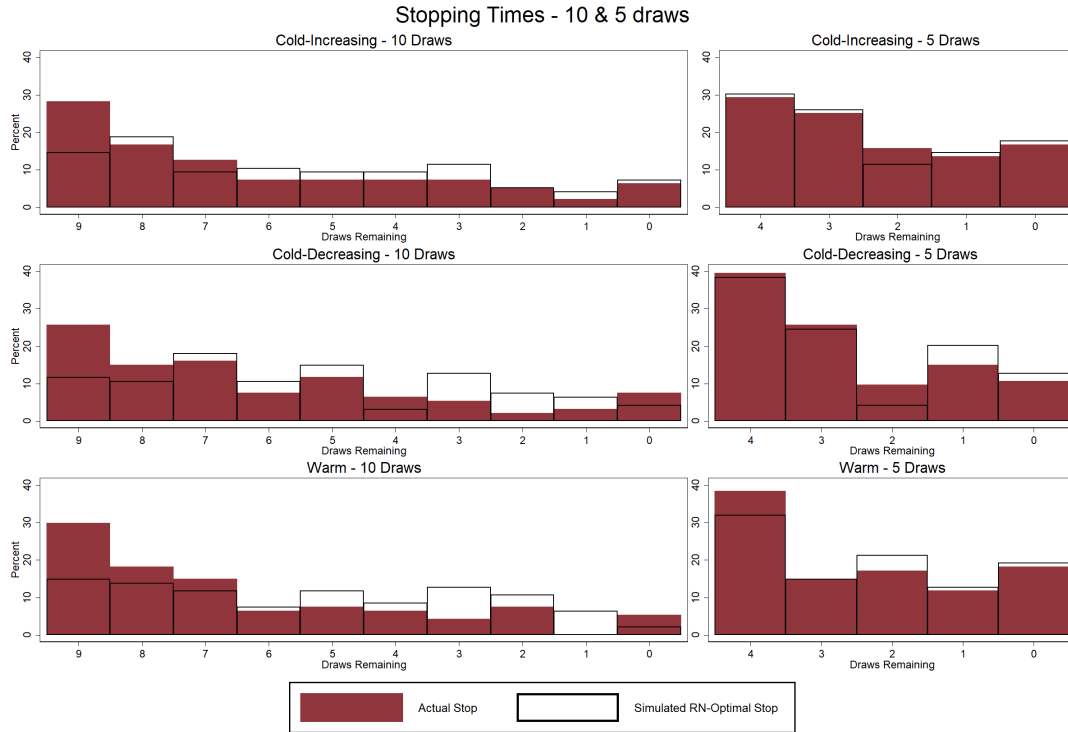 Stopping Times - 10 & 5 draws
Cold-Increasing - 10 Draws
Percent
0 10 20 30 40
9 8 7 6 5 4 3 2 1 0
Draws Remaining
Cold-Increasing - 5 Draws
0 10 20 30 40
4 3 2 1 0
Draws Remaining
Cold-Decreasing - 10 Draws
Percent
0 10 20 30 40
9 8 7 6 5 4 3 2 1 0
Draws Remaining
Cold-Decreasing - 5 Draws
0 10 20 30 40
4 3 2 1 0
Draws Remaining
Warm - 10 Draws
Percent
0 10 20 30 40
9 8 7 6 5 4 3 2 1 0
Draws Remaining
Warm - 5 Draws
0 10 20 30 40
4 3 2 1 0
Draws Remaining
Actual Stop
Simulated RN-Optimal Stop